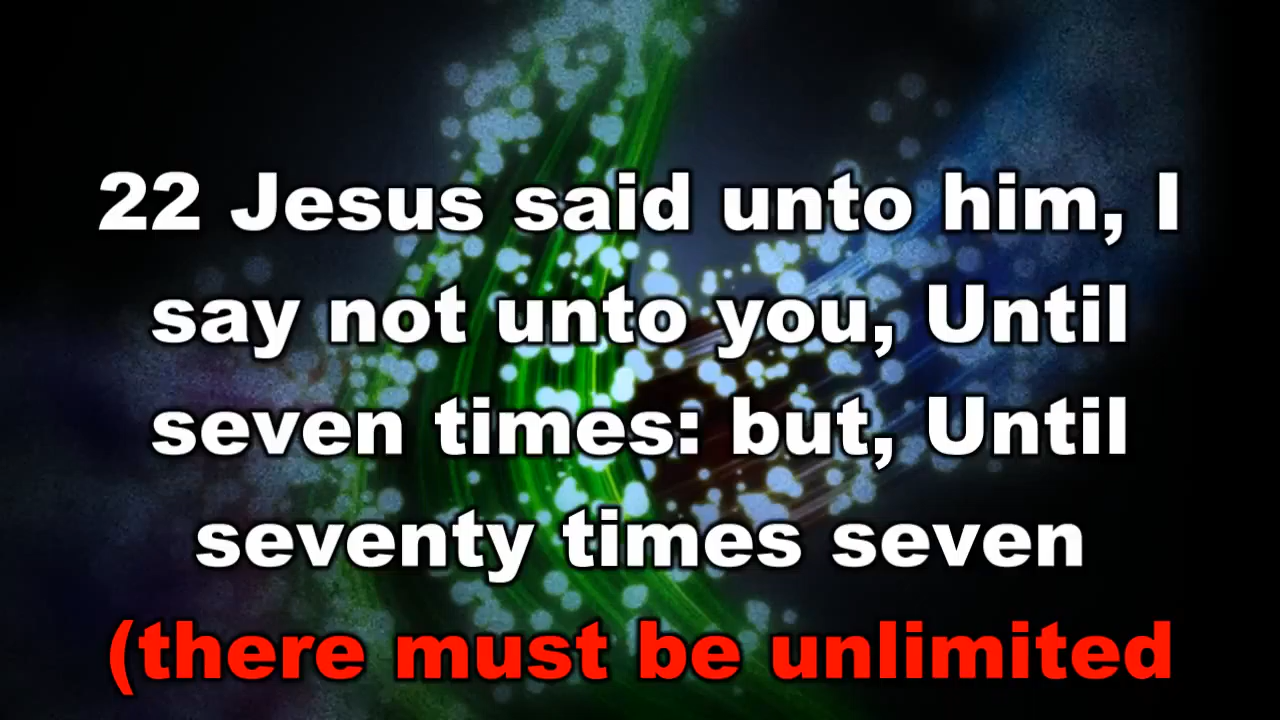 22 Jesus said unto him, I
say not unto you, Until
seven times: but, Until
seventy times seven
(there must be unlimited